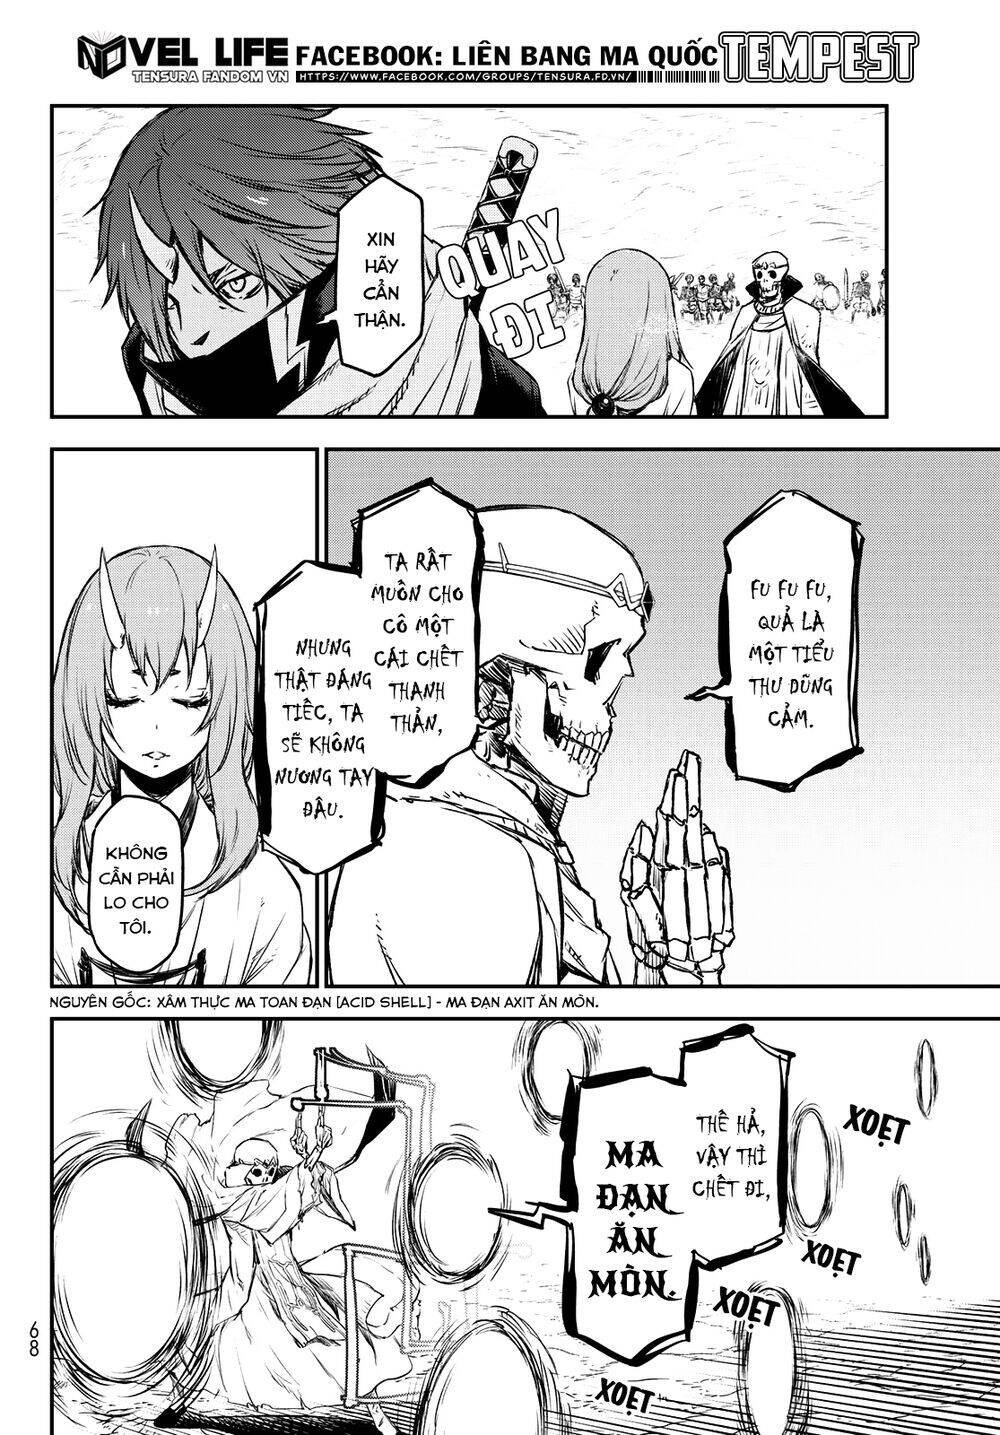 NOVEL LIFE
TENSURA FANDOM VN
FACEBOOK: LIÊN BANG MA QUỐC TEMPEST
HTTPS://WWW.FACEBOOK.COM/GROUPS/TENSURA.FD.VN/
XIN
HÃY
CẨN
THẬN.
QUAY
ĐI
FU FU FU,
QUẢ LÀ
MỘT TIỂU
THƯ DŨNG
CẢM.
TA RẤT
MUỐN CHO
CÔ MỘT
CÁI CHẾT
THANH
THẢN,
NHƯNG
THẬT ĐÁNG
TIẾC, TA
SẼ KHÔNG
NƯƠNG TAY
ĐÂU.
KHÔNG
CẦN PHẢI
LO CHO
TÔI.
NGUYÊN GỐC: XÂM THỰC MA TOAN ĐẠN [ACID SHELL] - MA ĐẠN AXIT ĂN MÒN.
THẾ HẢ,
VẬY THÌ
CHẾT ĐI,
MA
ĐẠN
ĂN
MÒN.
XOẸT
XOẸT
XOẸT
XOẸT
68